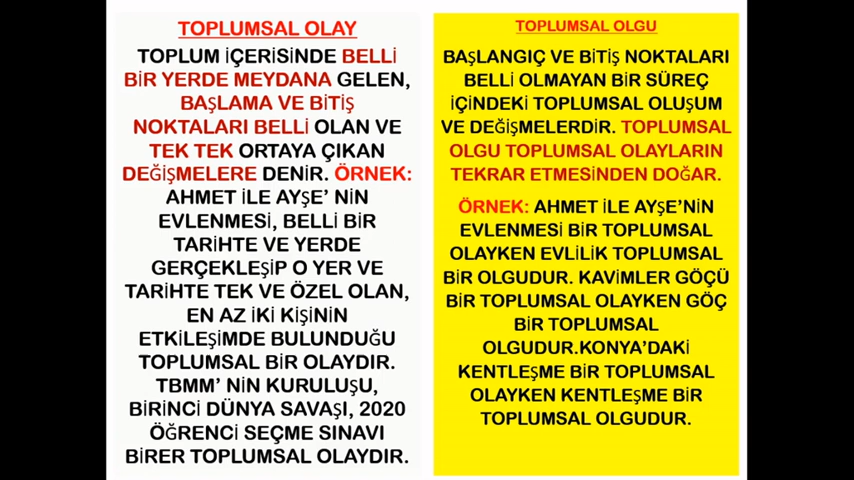 TOPLUMSAL OLAY
TOPLUM İÇERİSİNDE BELLİ
BİR YERDE MEYDANA GELEN,
BAŞLAMA VE BİTİŞ
NOKTALARI BELLİ OLAN VE
TEK TEK ORTAYA ÇIKAN
DEĞİŞMELERE DENİR. ÖRNEK:
AHMET İLE AYŞE’ NİN
EVLENMESİ, BELLİ BİR
TARİHTE VE YERDE
GERÇEKLEŞİP O YER VE
TARİHTE TEK VE ÖZEL OLAN,
EN AZ İKİ KİŞİNİN
ETKİLEŞİMDE BULUNDUĞU
TOPLUMSAL BİR OLAYDIR.
TBMM’ NİN KURULUŞU,
BİRİNCİ DÜNYA SAVAŞI, 2020
ÖĞRENCİ SEÇME SINAVI
BİRER TOPLUMSAL OLAYDIR.
TOPLUMSAL OLGU
BAŞLANGIÇ VE BİTİŞ NOKTALARI
BELLİ OLMAYAN BİR SÜREÇ
İÇİNDEKİ TOPLUMSAL OLUŞUM
VE DEĞİŞMELERDİR. TOPLUMSAL
OLGU TOPLUMSAL OLAYLARIN
TEKRAR ETMESİNDEN DOĞAR.
ÖRNEK: AHMET İLE AYŞE’NİN
EVLENMESİ BİR TOPLUMSAL
OLAYKEN EVLİLİK TOPLUMSAL
BİR OLGUDUR. KAVİMLER GÖÇÜ
BİR TOPLUMSAL OLAYKEN GÖÇ
BİR TOPLUMSAL
OLGUDUR.KONYA’DAKİ
KENTLEŞME BİR TOPLUMSAL
OLAYKEN KENTLEŞME BİR
TOPLUMSAL OLGUDUR.